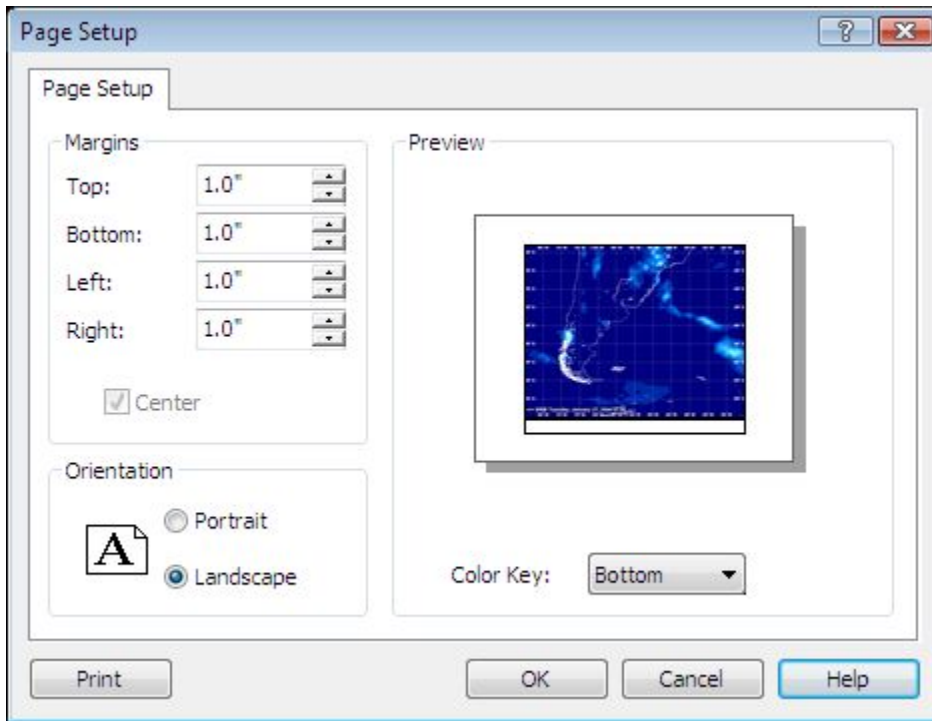 Page Setup
Page Setup
Margins
Top: 1.0"
Bottom: 1.0"
Left: 1.0"
Right: 1.0"
Center
Orientation
A
Portrait
Landscape
Preview
Color Key: Bottom
Print
OK
Cancel
Help